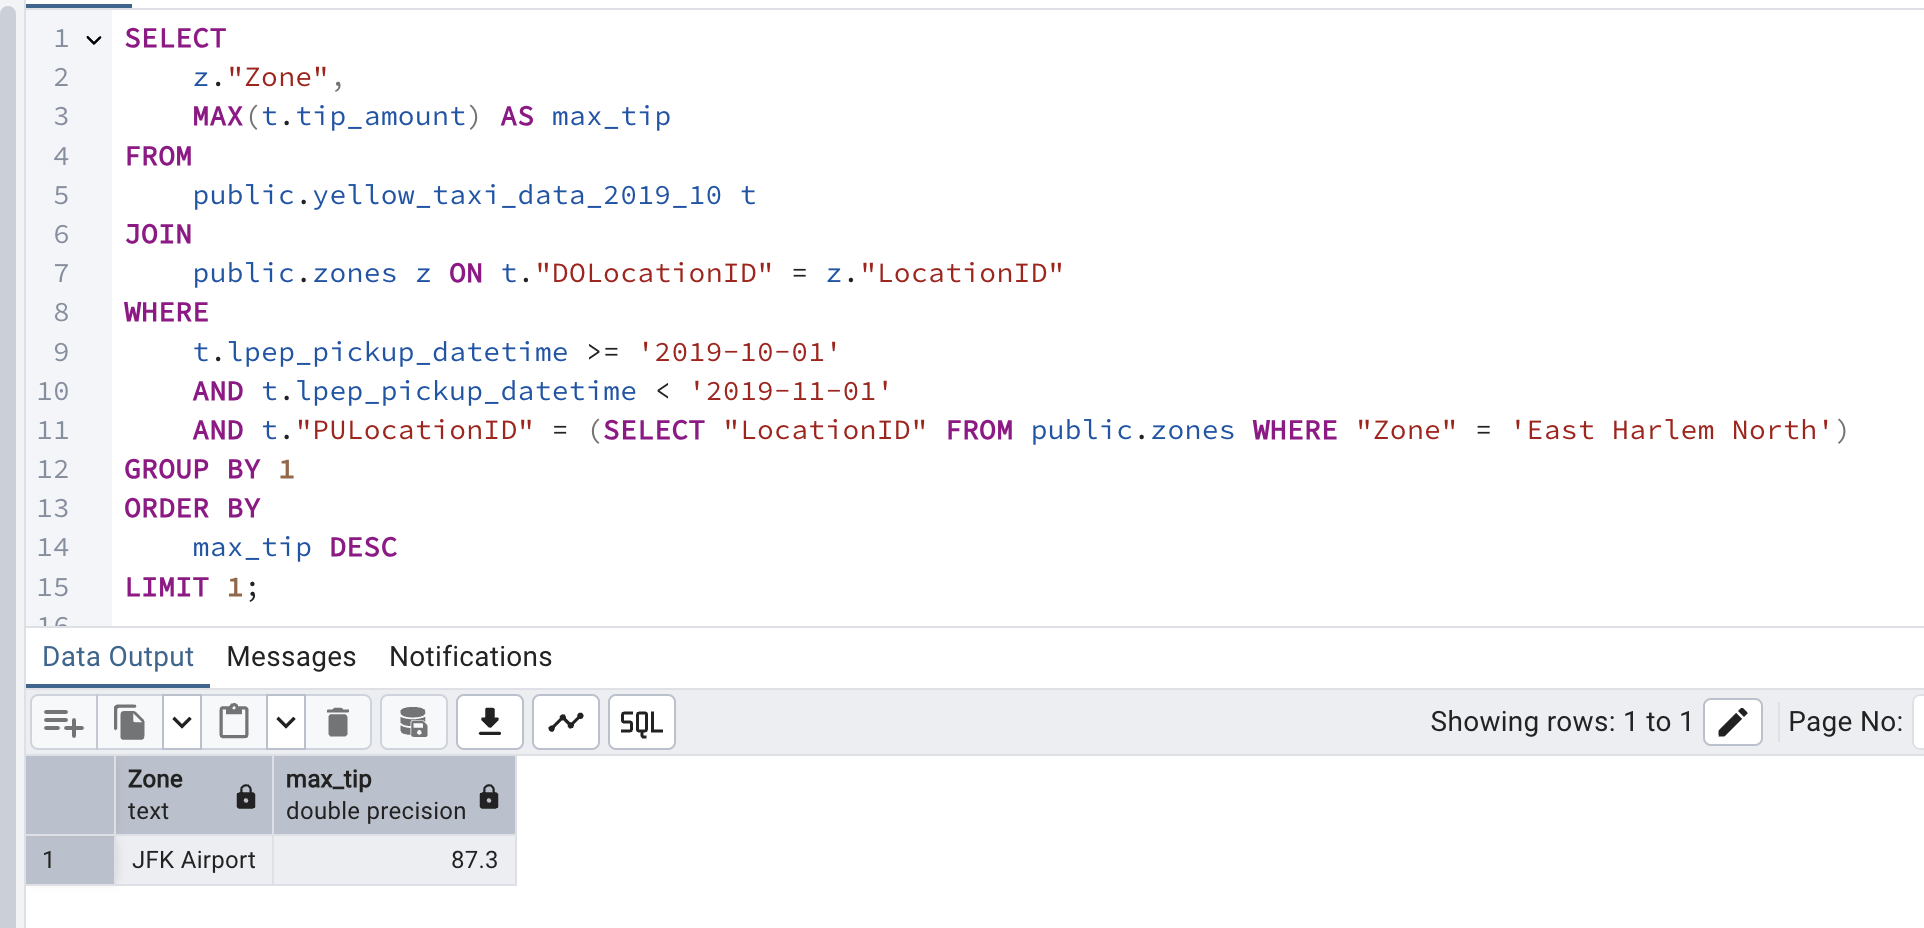 1 SELECT
2 z."Zone",
3 MAX(t.tip_amount) AS max_tip
4 FROM
5 public.yellow_taxi_data_2019_10 t
6 JOIN
7 public.zones z ON t."DOLocationID" = z."LocationID"
8 WHERE
9 t.lpep_pickup_datetime >= '2019-10-01'
10 AND t.lpep_pickup_datetime < '2019-11-01'
11 AND t."PULocationID" = (SELECT "LocationID" FROM public.zones WHERE "Zone" = 'East Harlem North')
12 GROUP BY 1
13 ORDER BY
14 max_tip DESC
15 LIMIT 1;
16
Data Output Messages Notifications
SQL Showing rows: 1 to 1 Page No:
Zone max_tip
text double precision
1 JFK Airport 87.3